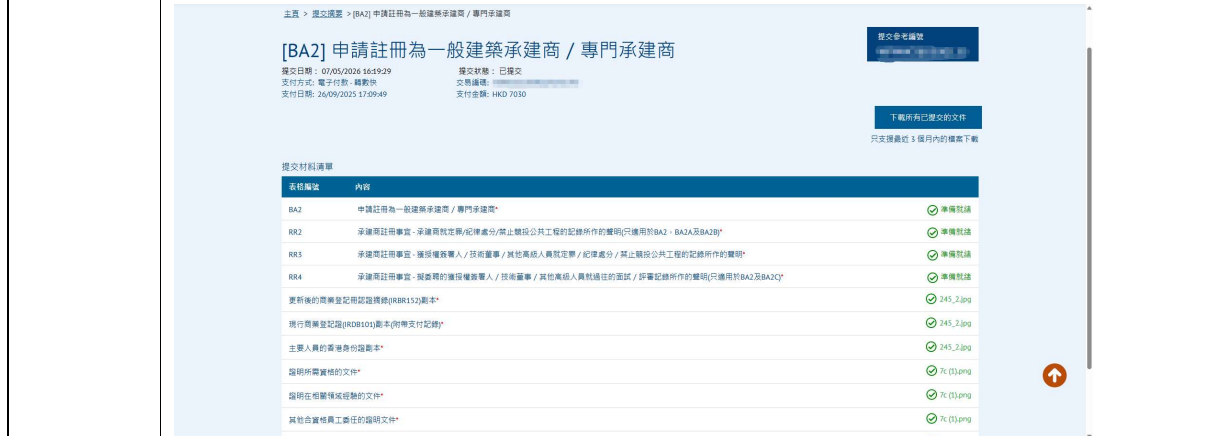 主頁 > 提交摘要 > [BA2] 申請註冊為一般建築承建商 / 專門承建商
提交參考編號
[BA2] 申請註冊為一般建築承建商 / 專門承建商
提交日期: 07/05/2026 16:19:29 提交狀態: 已提交
支付方式: 電子付款 - 轉數快 交易編碼:
支付日期: 26/09/2025 17:09:49 支付金額: HKD 7030
下載所有已提交的文件
只支援最近 3 個月內的檔案下載
提交材料清單
表格編號 內容
BA2 申請註冊為一般建築承建商 / 專門承建商* 準備就緒
RR2 承建商註冊事宜 - 承建商就定罪/紀律處分/禁止競投公共工程的記錄所作的聲明(只適用於BA2，BA2A及BA2B)* 準備就緒
RR3 承建商註冊事宜 - 獲授權簽署人 / 技術董事 / 其他高級人員就定罪 / 紀律處分 / 禁止競投公共工程的記錄所作的聲明* 準備就緒
RR4 承建商註冊事宜 - 擬委聘的獲授權簽署人 / 技術董事 / 其他高級人員就過往的面試 / 評審記錄所作的聲明(只適用於BA2及BA2C)* 準備就緒
更新後的商業登記冊認證摘錄(IRBR152)副本* 245_2.jpg
現行商業登記證(IRDB101)副本(附帶支付記錄)* 245_2.jpg
主要人員的香港身份證副本* 245_2.jpg
證明所需資格的文件* 7c (1).png
證明在相關領域經驗的文件* 7c (1).png
其他合資格員工委任的證明文件* 7c (1).png